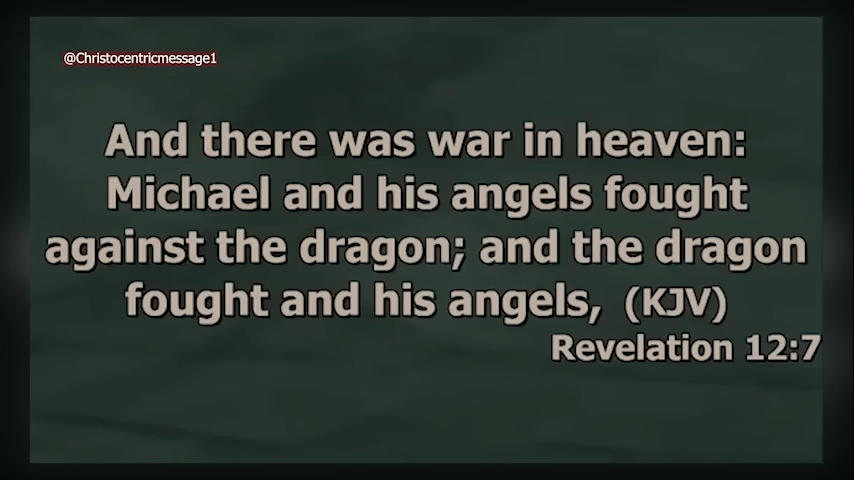 @Christocentricmessage1
And there was war in heaven:
Michael and his angels fought
against the dragon; and the dragon
fought and his angels, (KJV)
Revelation 12:7